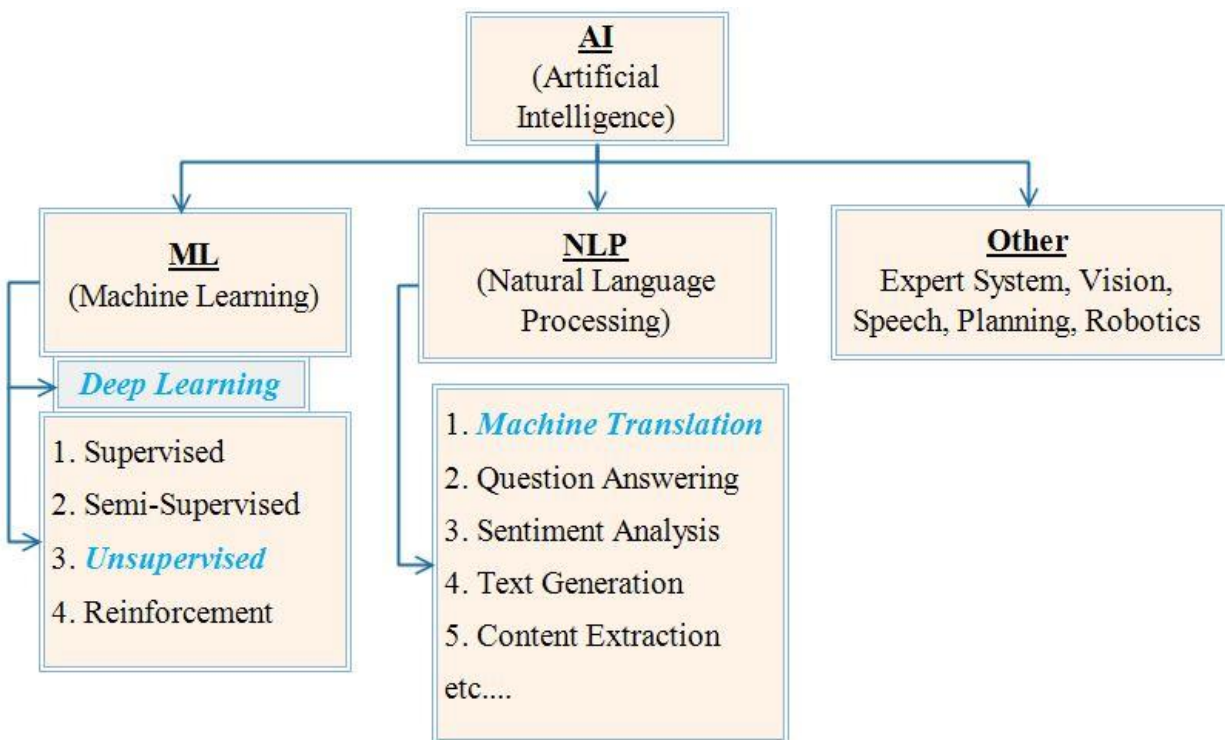 AI
(Artificial
Intelligence)
ML
(Machine Learning)
Deep Learning
1. Supervised
2. Semi-Supervised
3. Unsupervised
4. Reinforcement
NLP
(Natural Language
Processing)
1. Machine Translation
2. Question Answering
3. Sentiment Analysis
4. Text Generation
5. Content Extraction
etc....
Other
Expert System, Vision,
Speech, Planning, Robotics